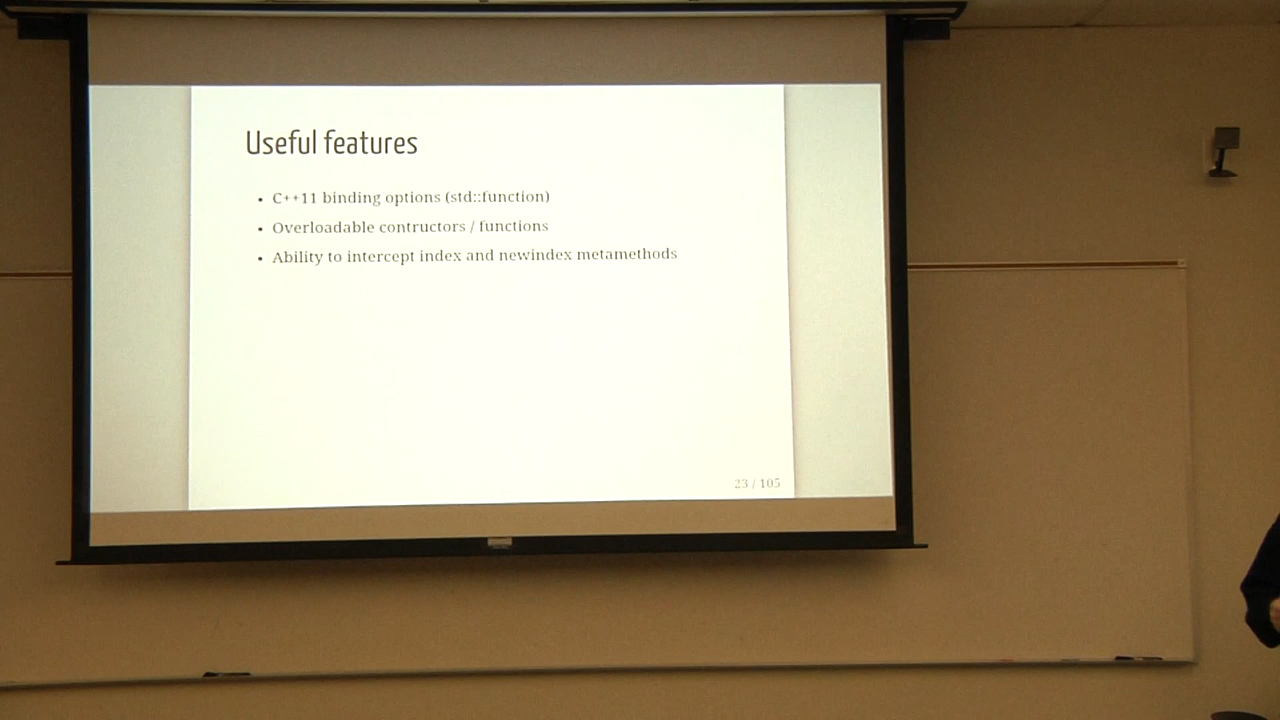 Useful features
• C++11 binding options (std::function)
• Overloadable contructors / functions
• Ability to intercept index and newindex metamethods
23 / 105